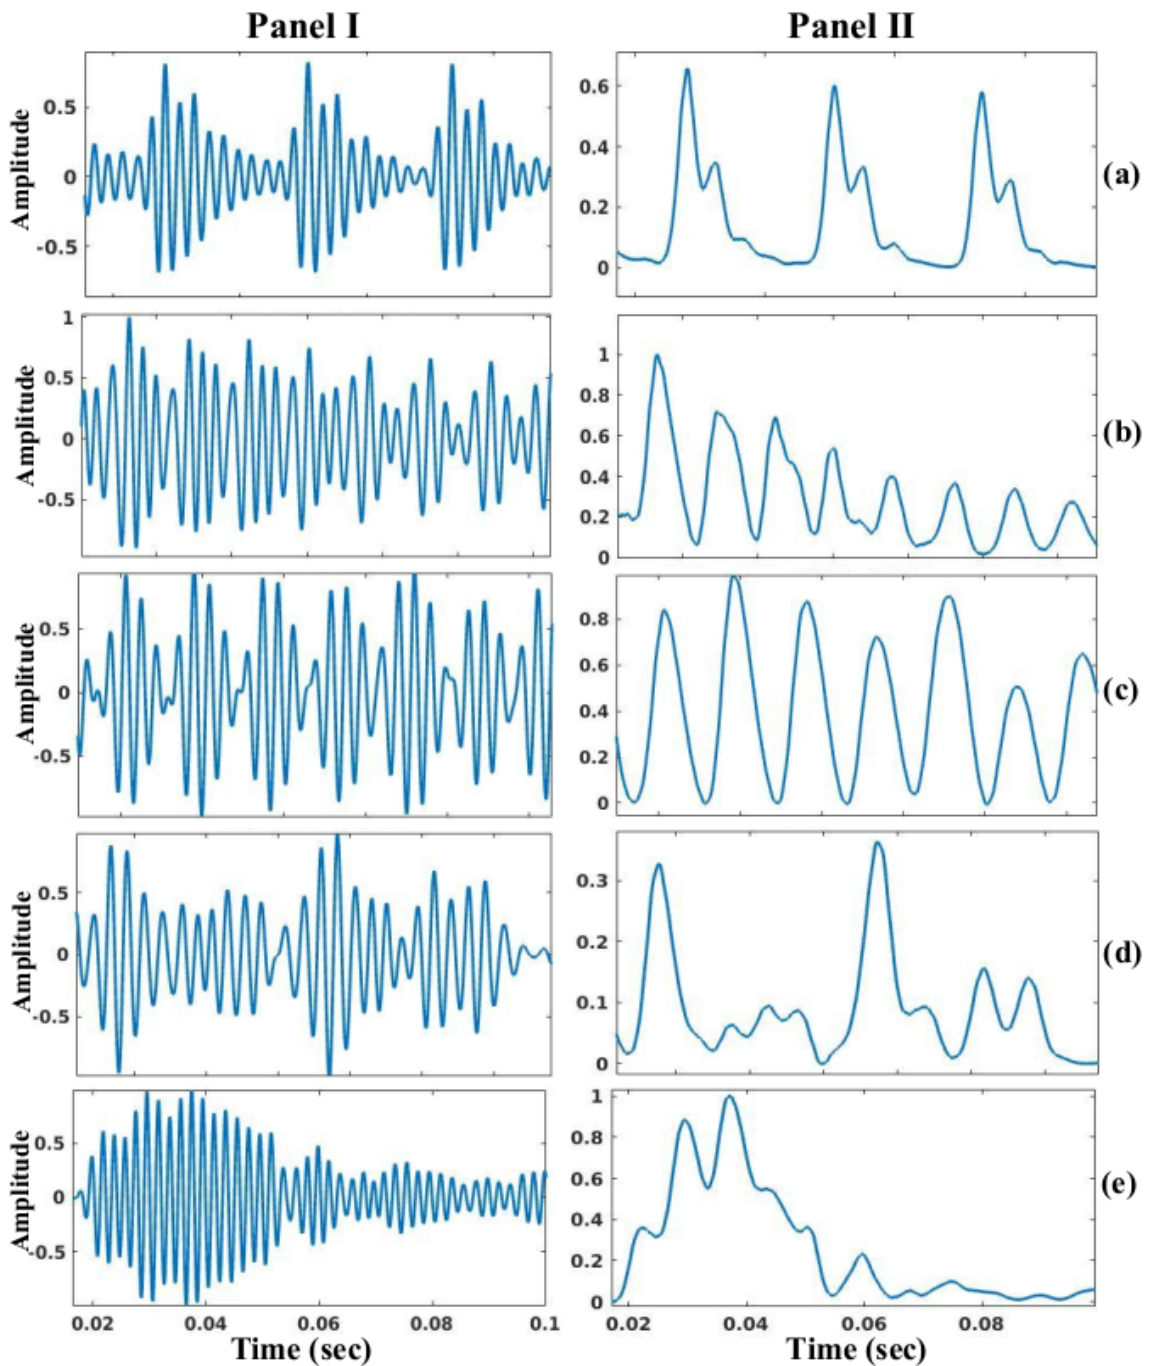 Panel I Panel II
Amplitude 0.5 0 -0.5 0.6 0.4 0.2 0 (a)
Amplitude 1 0.5 0 -0.5 1 0.8 0.6 0.4 0.2 0 (b)
Amplitude 0.5 0 -0.5 0.8 0.6 0.4 0.2 0 (c)
Amplitude 0.5 0 -0.5 0.3 0.2 0.1 0 (d)
Amplitude 0.5 0 -0.5 1 0.8 0.6 0.4 0.2 0 (e)
0.02 0.04 0.06 0.08 0.1 0.02 0.04 0.06 0.08
Time (sec) Time (sec)